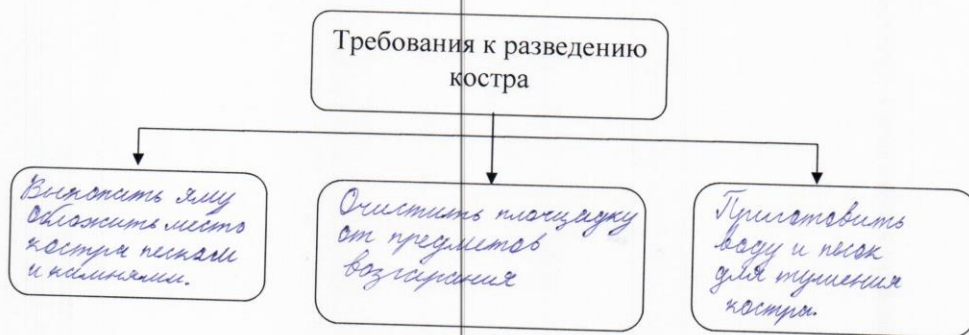 Требования к разведению
костра
Выкопать яму
Обложить место
костра песком
и камнями.
Очистить площадку
от предметов
возгарания
Приготовить
воду и песок
для тушения
костра.